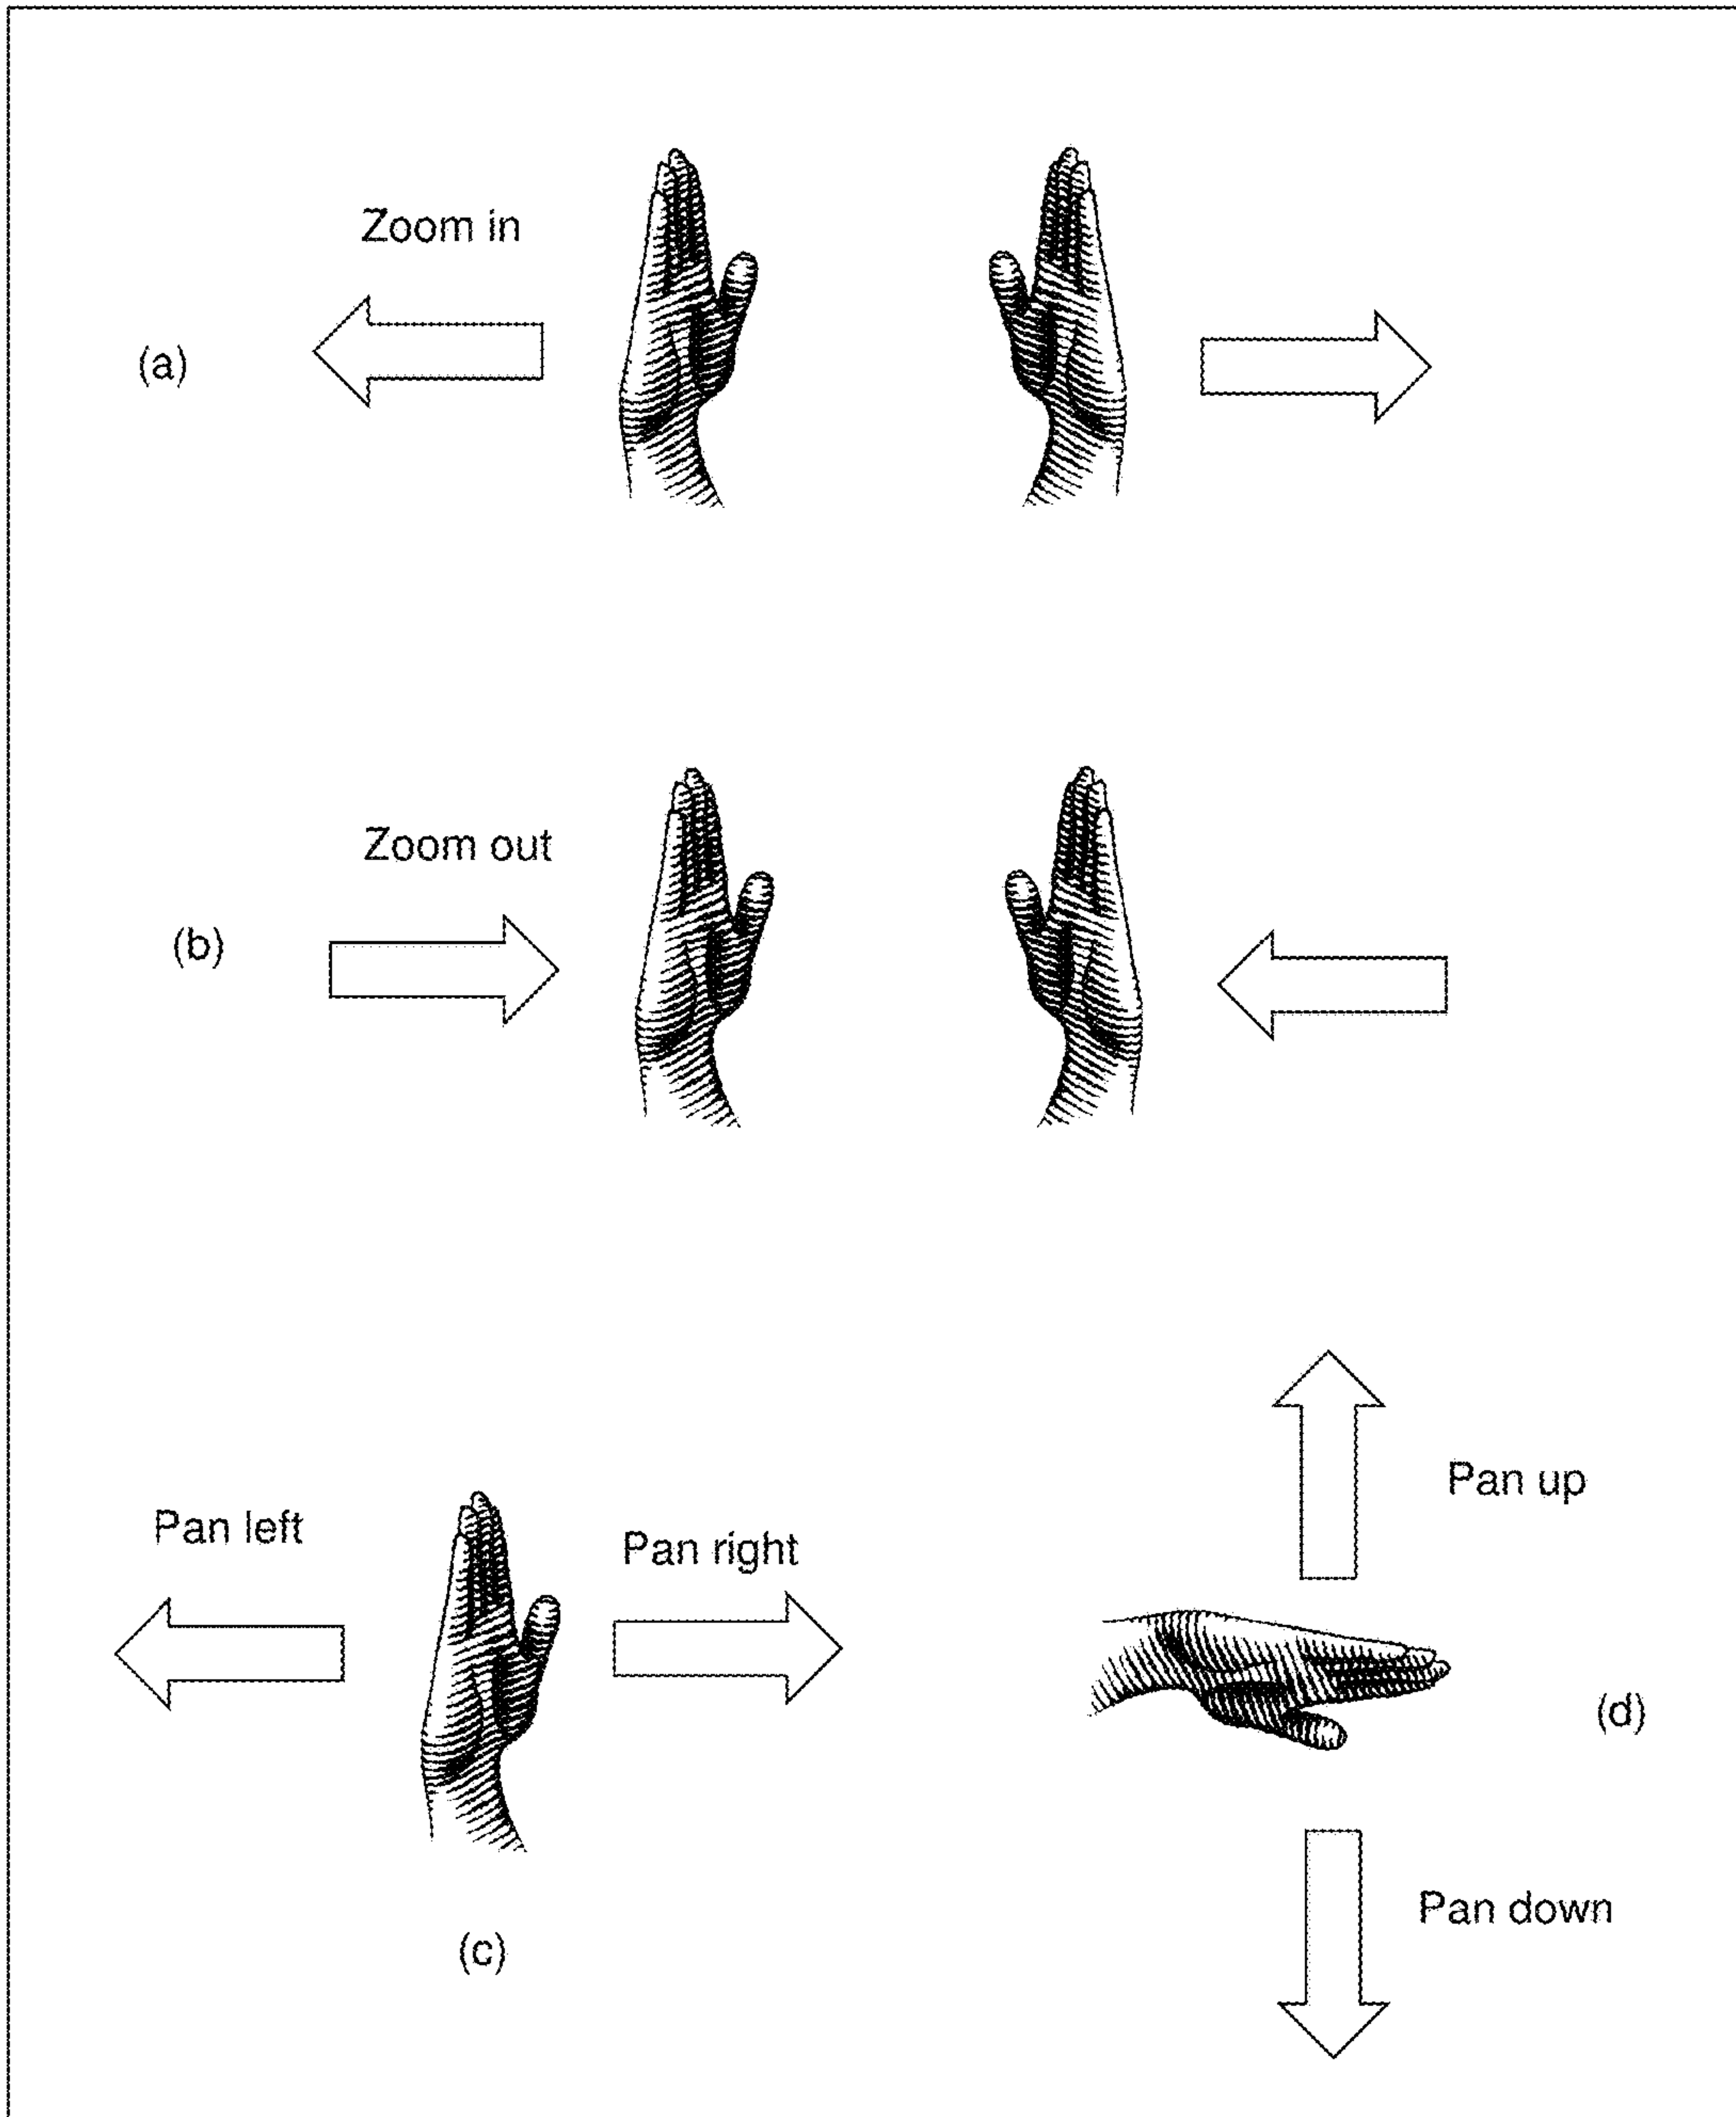 Zoom in
(a)
Zoom out
(b)
Pan up
Pan left
Pan right
(d)
Pan down
(c)